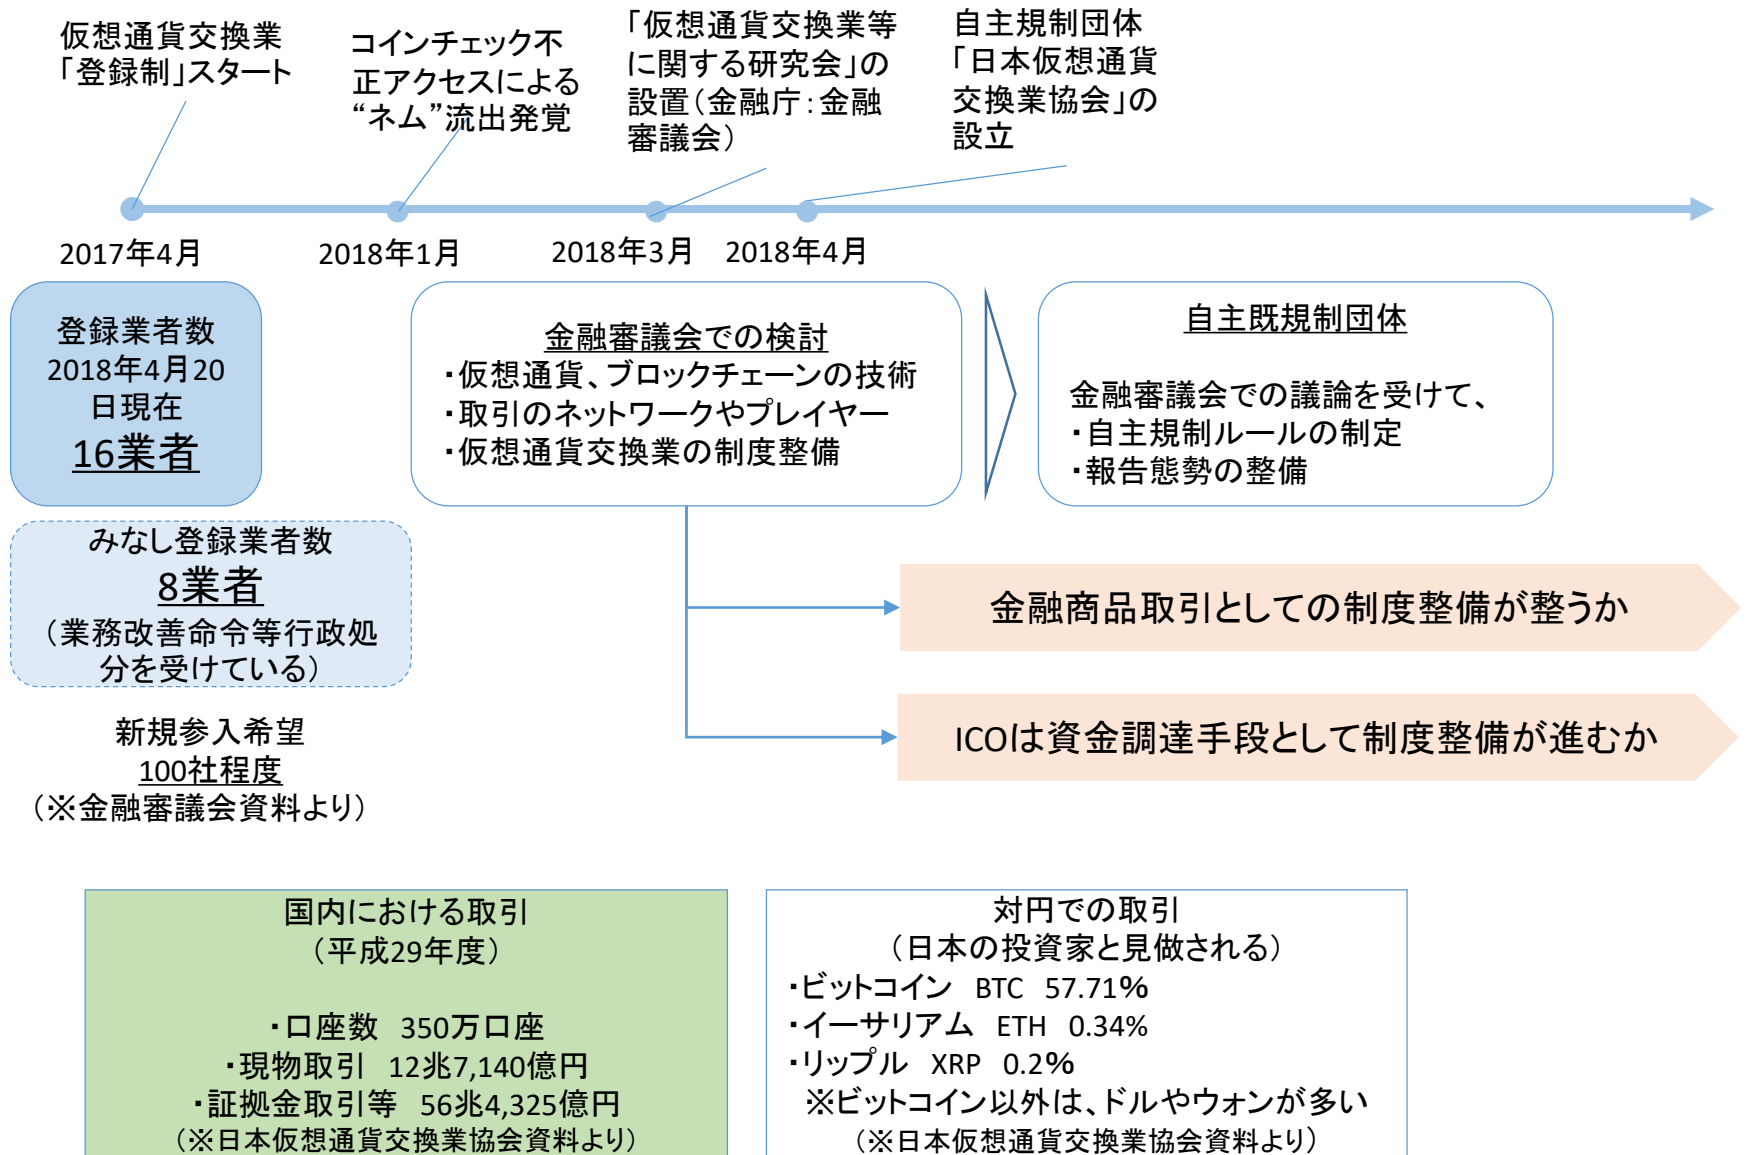 仮想通貨交換業
「登録制」スタート
コインチェック不
正アクセスによる
“ネム”流出発覚
「仮想通貨交換業等
に関する研究会」の
設置（金融庁：金融
審議会）
自主規制団体
「日本仮想通貨
交換業協会」の
設立
2017年4月
2018年1月
2018年3月
2018年4月
登録業者数
2018年4月20
日現在
16業者
金融審議会での検討
・仮想通貨、ブロックチェーンの技術
・取引のネットワークやプレイヤー
・仮想通貨交換業の制度整備
自主既規制団体
金融審議会での議論を受けて、
・自主規制ルールの制定
・報告態勢の整備
みなし登録業者数
8業者
（業務改善命令等行政処
分を受けている）
金融商品取引としての制度整備が整うか
ICOは資金調達手段として制度整備が進むか
新規参入希望
100社程度
（※金融審議会資料より）
国内における取引
（平成29年度）
・口座数　350万口座
・現物取引　12兆7,140億円
・証拠金取引等　56兆4,325億円
（※日本仮想通貨交換業協会資料より）
対円での取引
（日本の投資家と見做される）
・ビットコイン　BTC　57.71%
・イーサリアム　ETH　0.34%
・リップル　XRP　0.2%
※ビットコイン以外は、ドルやウォンが多い
（※日本仮想通貨交換業協会資料より）